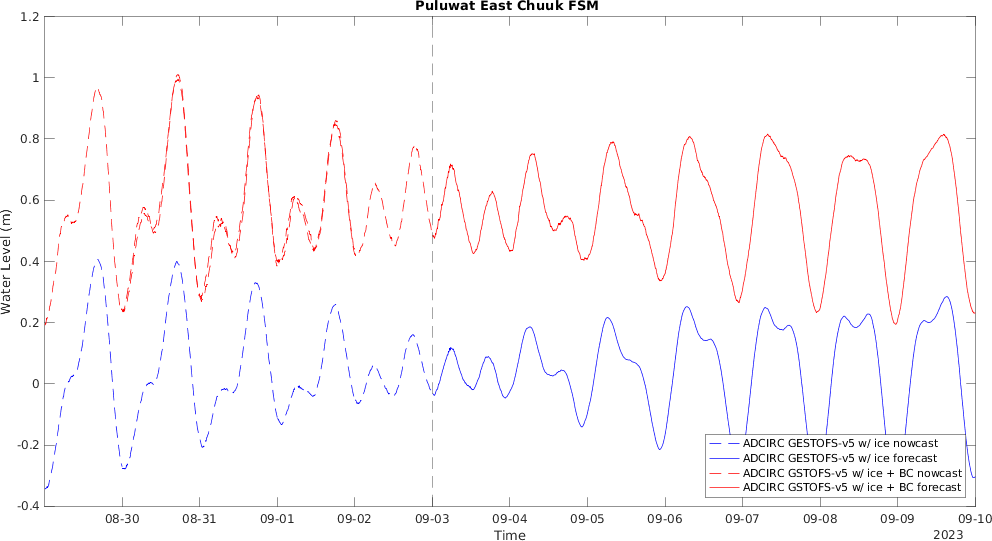 Puluwat East Chuuk FSM
1.2
1
0.8
0.6
0.4
0.2
0
-0.2
-0.4
Water Level (m)
ADCIRC GESTOFS-v5 w/ ice nowcast
ADCIRC GESTOFS-v5 w/ ice forecast
ADCIRC GSTOFS-v5 w/ ice + BC nowcast
ADCIRC GSTOFS-v5 w/ ice + BC forecast
08-30 08-31 09-01 09-02 09-03 09-04 09-05 09-06 09-07 09-08 09-09 09-10
Time
2023